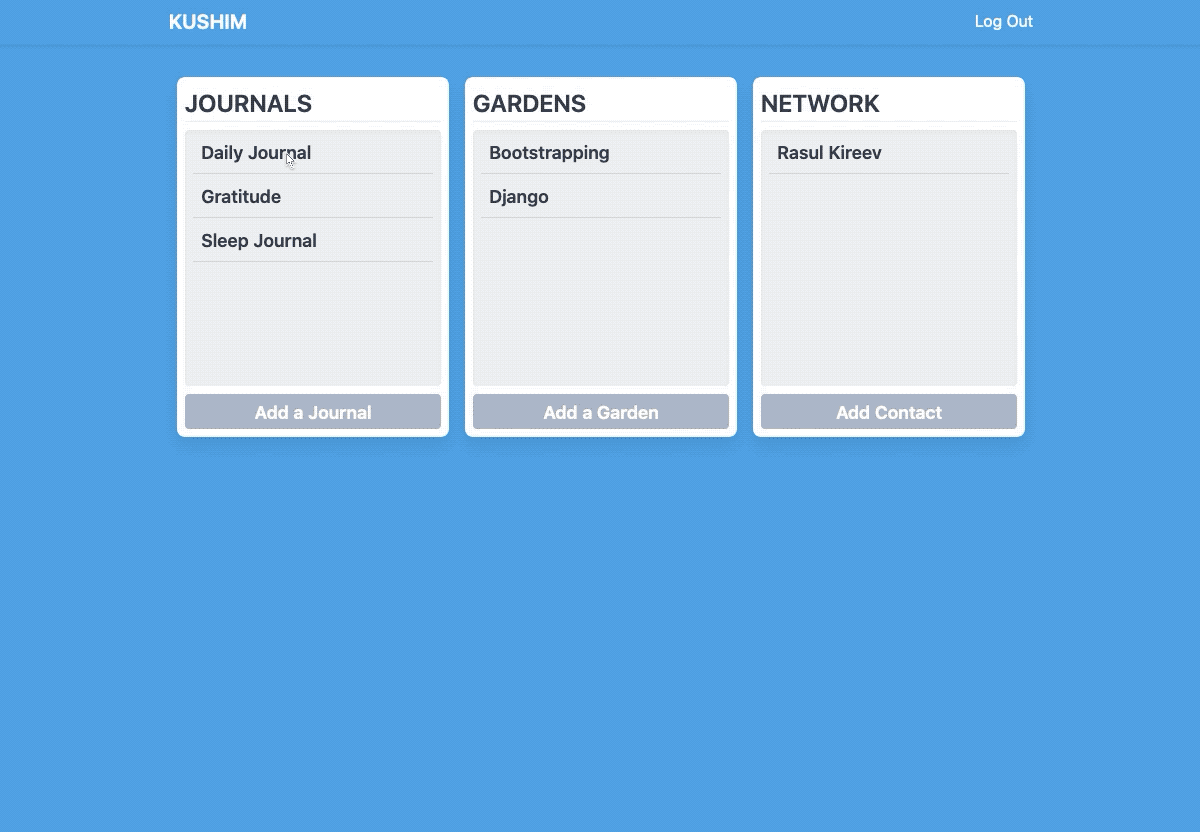 KUSHIM
Log Out
JOURNALS
Daily Journal
Gratitude
Sleep Journal
Add a Journal
GARDENS
Bootstrapping
Django
Add a Garden
NETWORK
Rasul Kireev
Add Contact